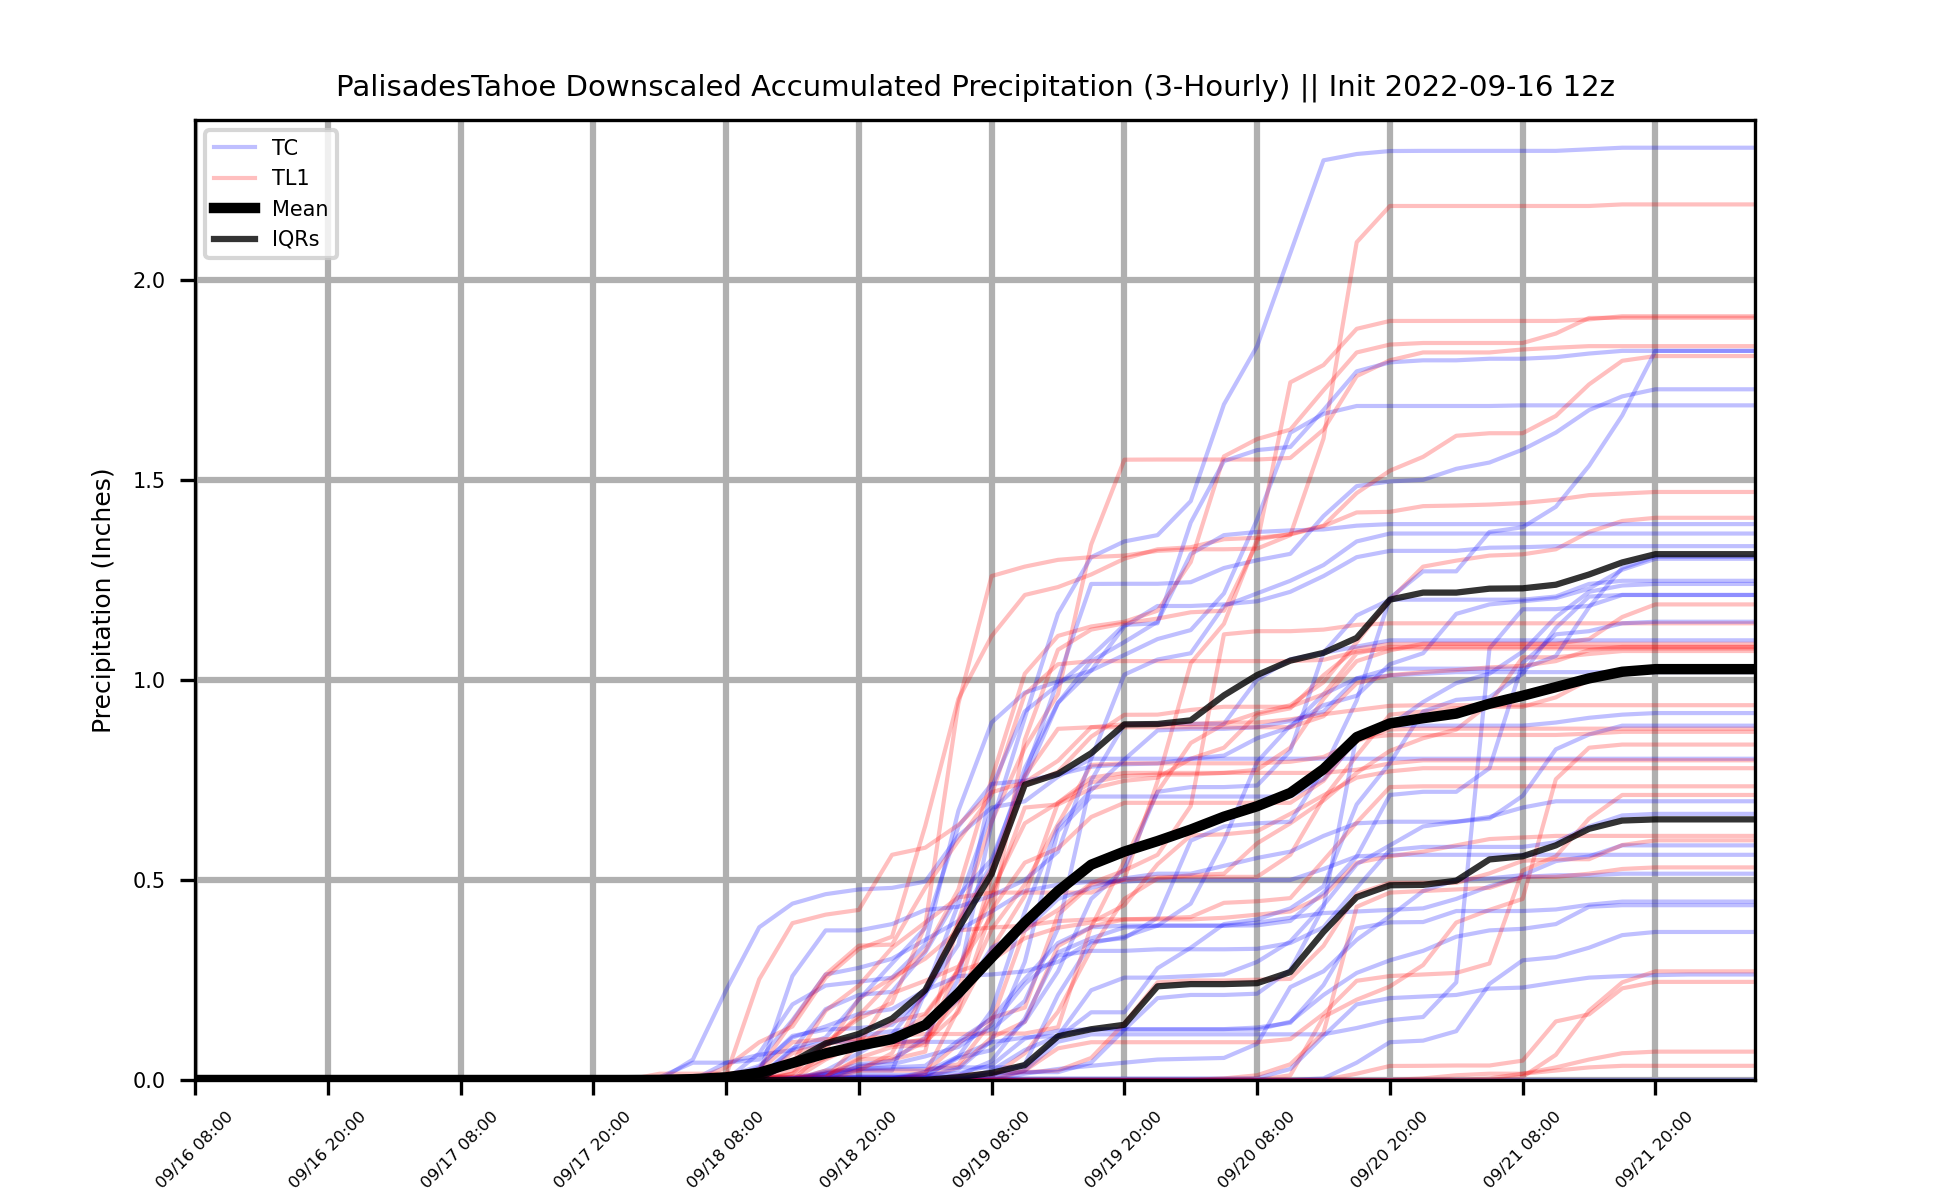 PalisadesTahoe Downscaled Accumulated Precipitation (3-Hourly) || Init 2022-09-16 12z
TC
TL1
Mean
IQRs
Precipitation (Inches)
2.0
1.5
1.0
0.5
0.0
09/16 08:00
09/16 20:00
09/17 08:00
09/17 20:00
09/18 08:00
09/18 20:00
09/19 08:00
09/19 20:00
09/20 08:00
09/20 20:00
09/21 08:00
09/21 20:00